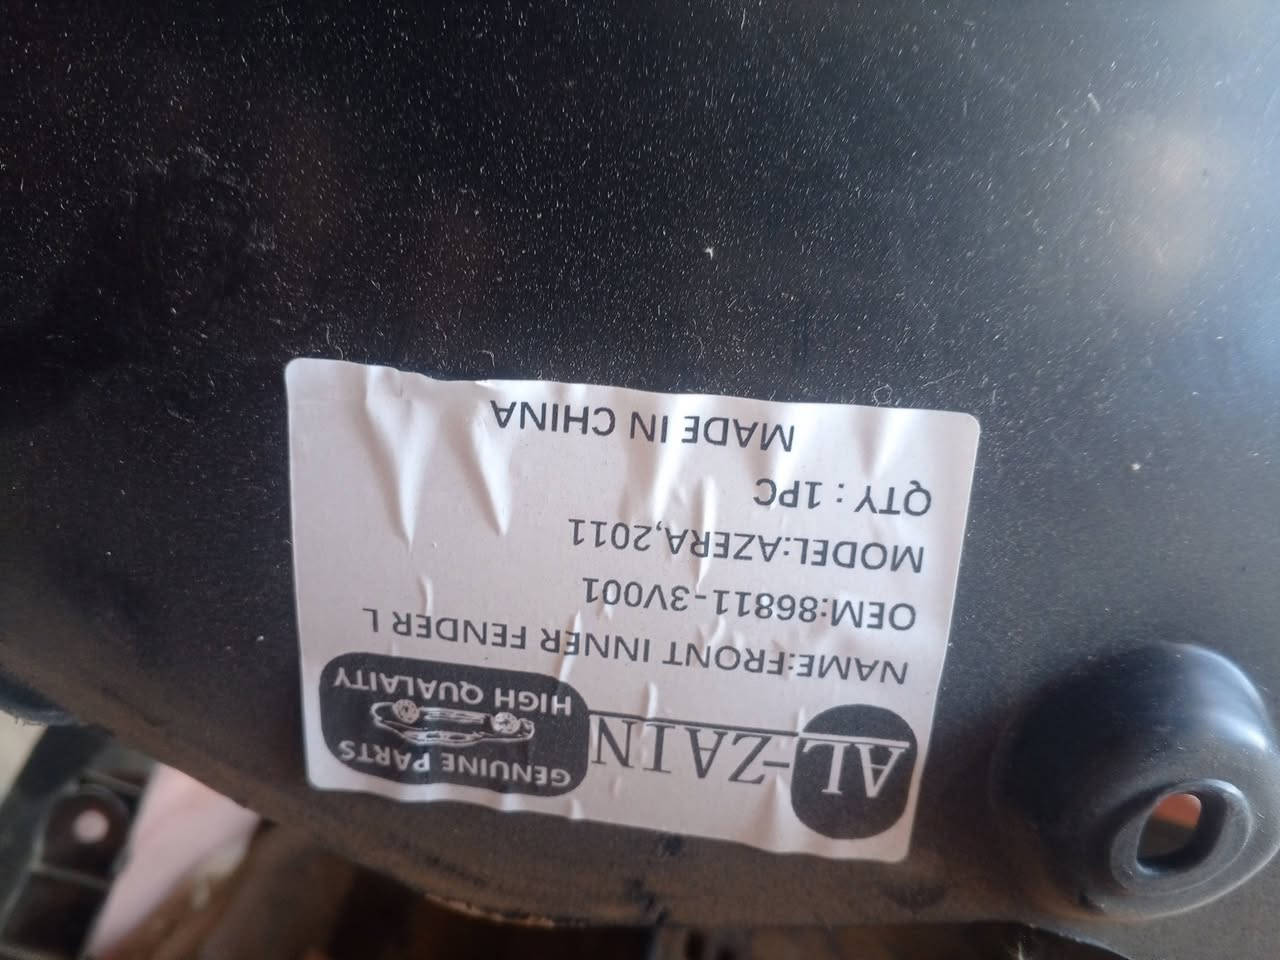 AL-ZAIN
GENUINE PARTS
HIGH QUALAITY
NAME:FRONT INNER FENDER L
OEM:86811-3V001
MODEL:AZERA,2011
QTY : 1PC
MADE IN CHINA